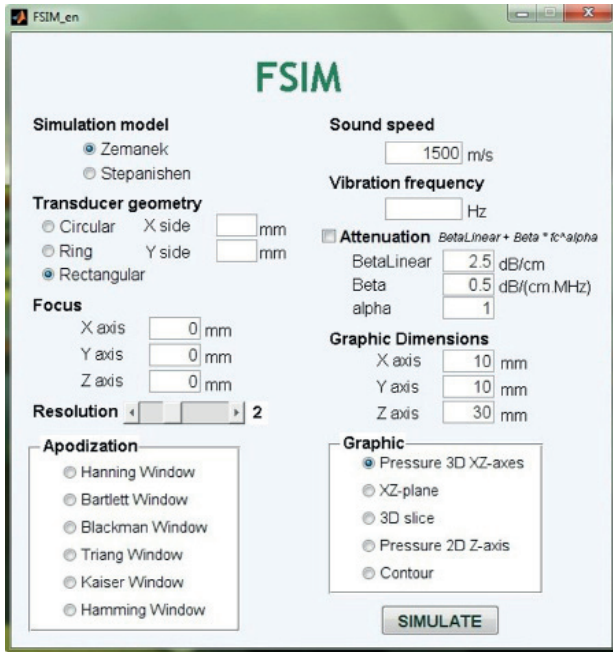 FSIM_en
FSIM
Simulation model
Zemanek
Stepanishen
Transducer geometry
Circular X side mm
Ring Y side mm
Rectangular
Focus
X axis 0 mm
Y axis 0 mm
Z axis 0 mm
Resolution 2
Apodization
Hanning Window
Bartlett Window
Blackman Window
Triang Window
Kaiser Window
Hamming Window
Sound speed
1500 m/s
Vibration frequency
Hz
Attenuation BetaLinear + Beta * fc^alpha
BetaLinear 2.5 dB/cm
Beta 0.5 dB/(cm.MHz)
alpha 1
Graphic Dimensions
X axis 10 mm
Y axis 10 mm
Z axis 30 mm
Graphic
Pressure 3D XZ-axes
XZ-plane
3D slice
Pressure 2D Z-axis
Contour
SIMULATE